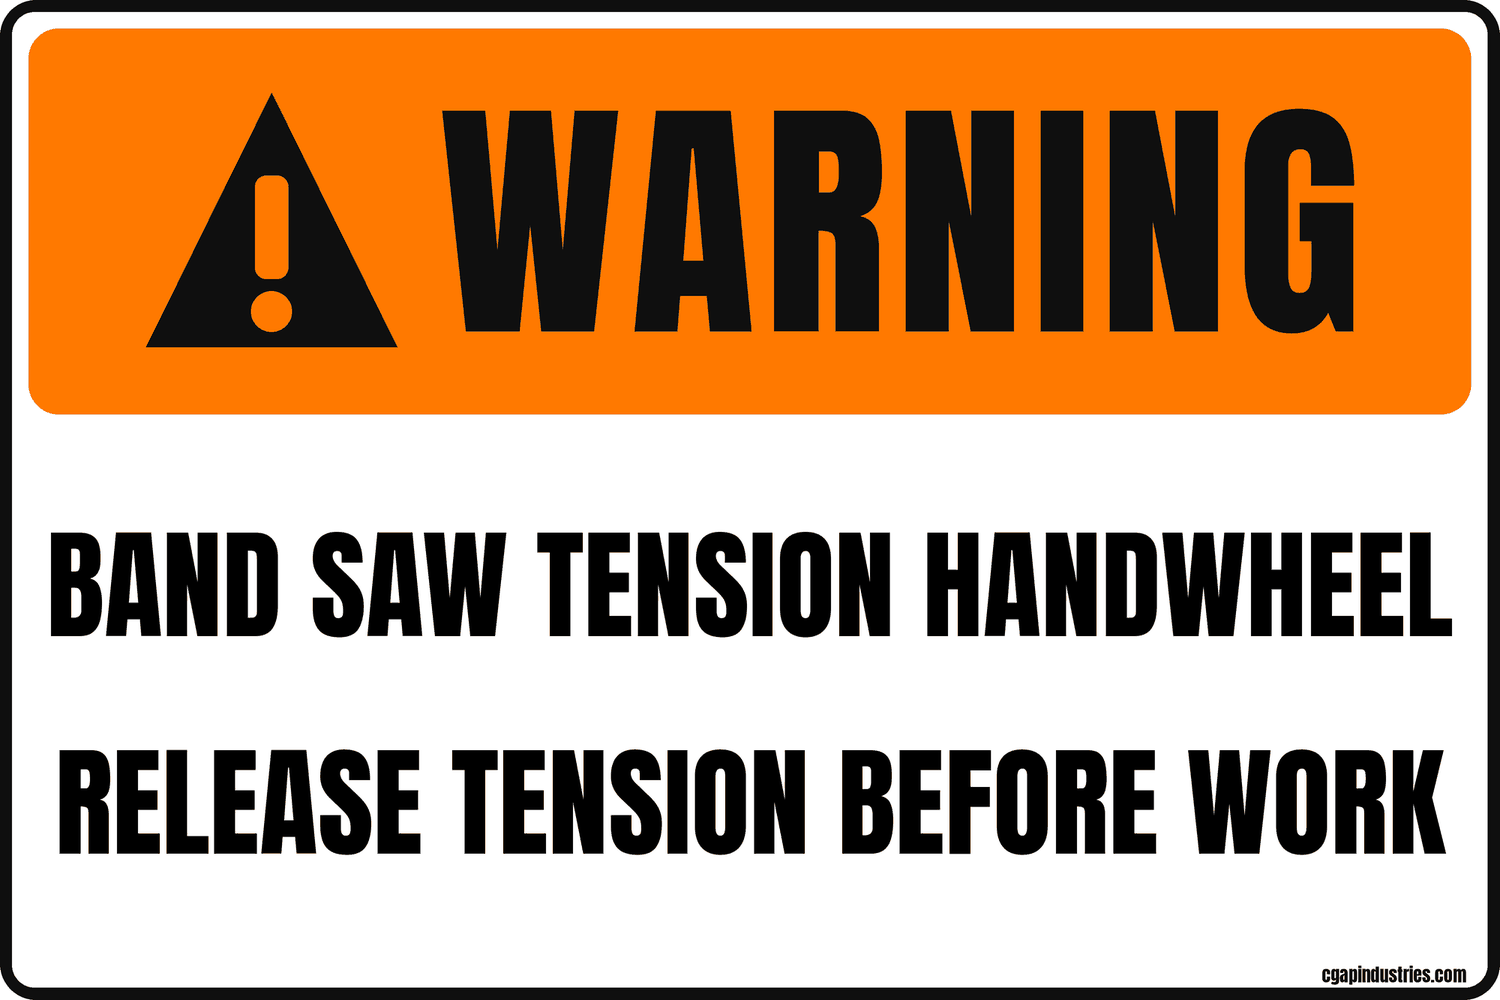 WARNING
BAND SAW TENSION HANDWHEEL
RELEASE TENSION BEFORE WORK
cgapindustries.com